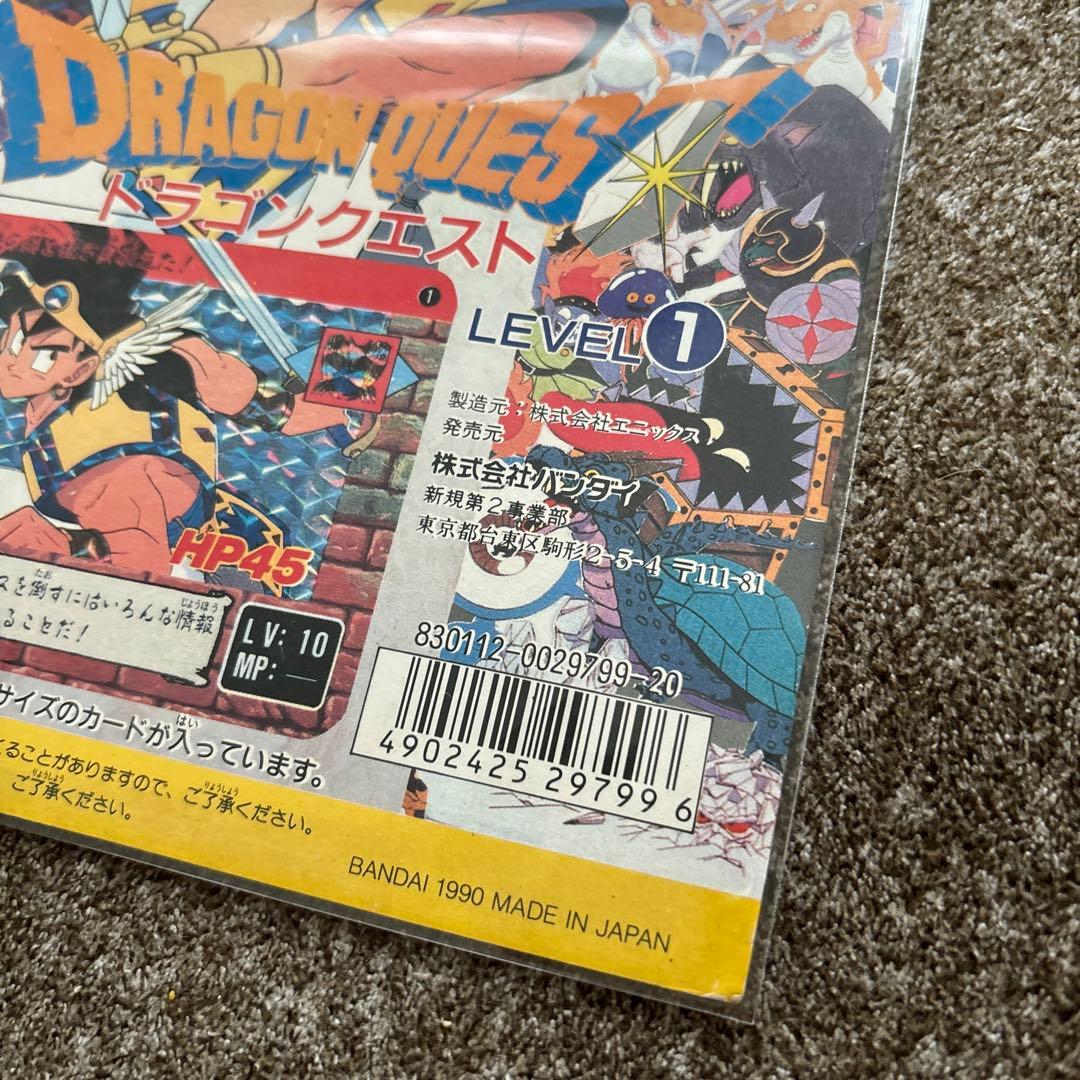 DRAGON QUEST
ドラゴンクエスト
LEVEL 1
1
製造元：株式会社エニックス
発売元
株式会社バンダイ
新規第2事業部
東京都台東区駒形2-5-4 〒111-81
HP45
スを倒すにはいろんな情報
ることだ！
LV: 10
MP: __
830112-0029799-20
4902425 297996
サイズのカードが入っています。
ることがありますので、ご了承ください。
ご了承ください。
BANDAI 1990 MADE IN JAPAN